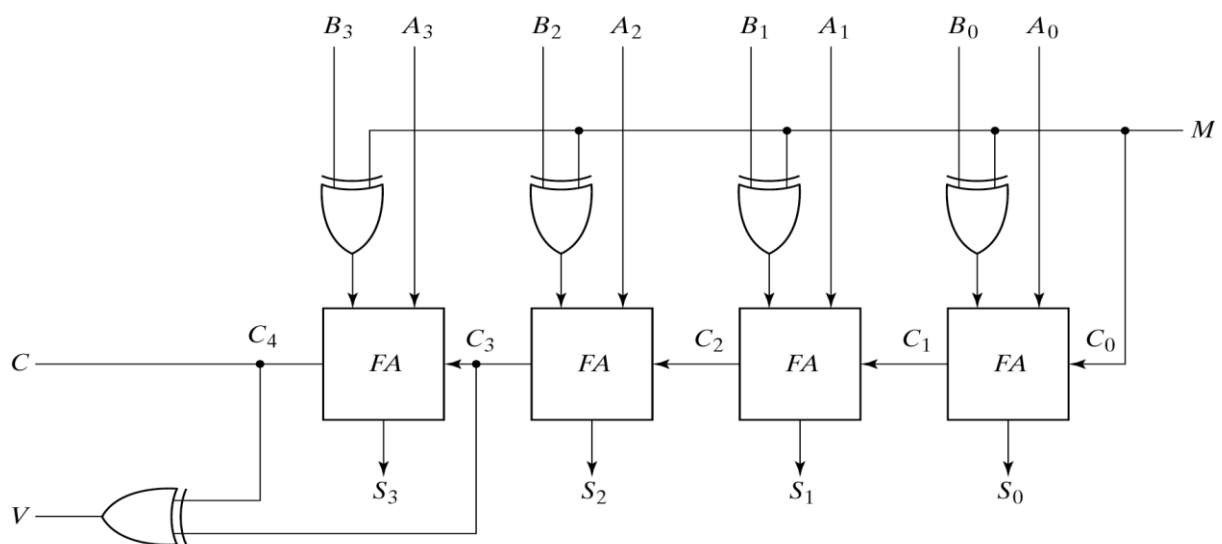 B₃ A₃ B₂ A₂ B₁ A₁ B₀ A₀
M
C₄ C₃ C₂ C₁ C₀
C FA FA FA FA
S₃ S₂ S₁ S₀
V